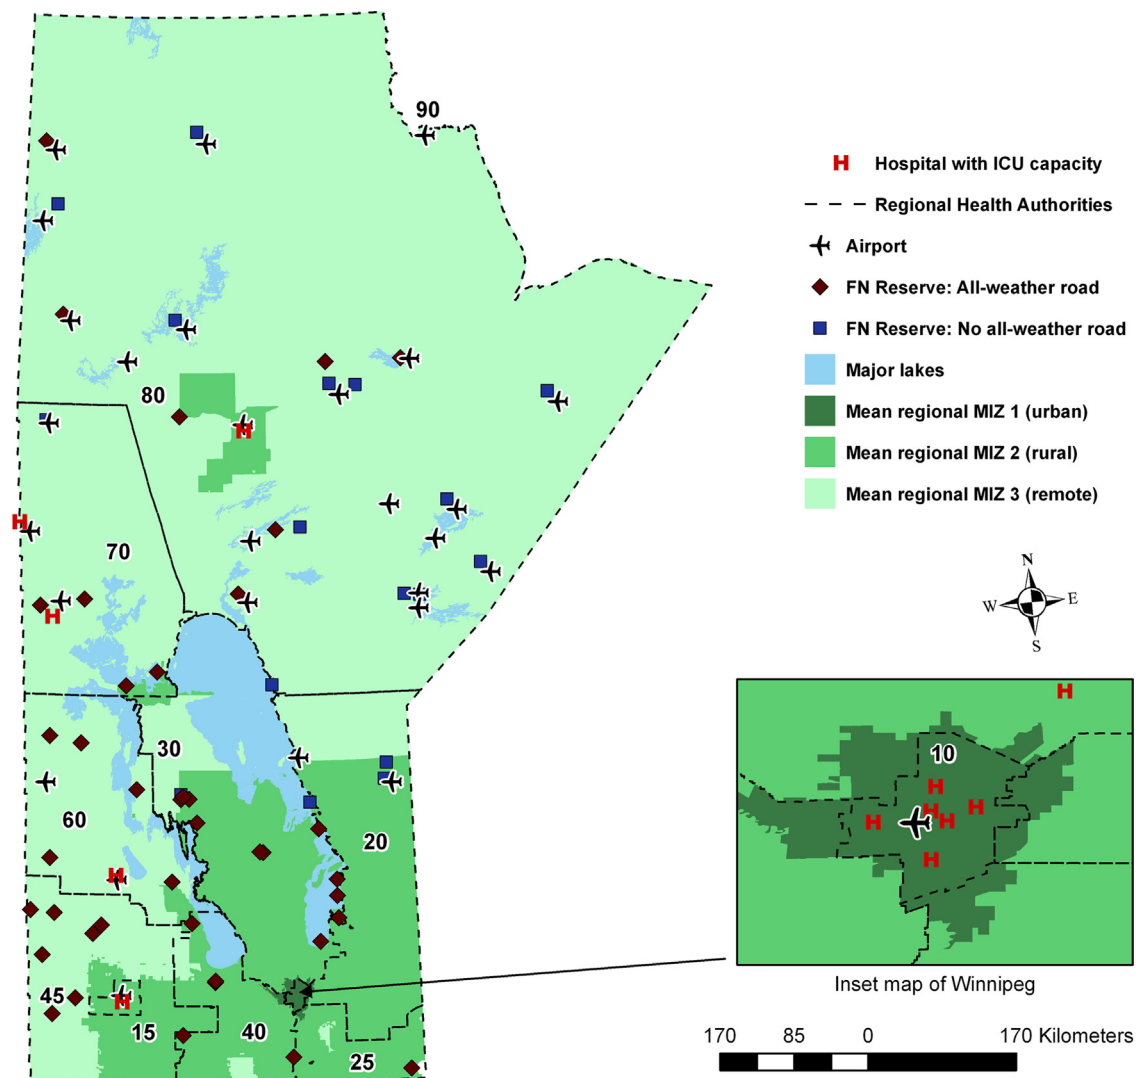 90
H Hospital with ICU capacity
Regional Health Authorities
Airport
FN Reserve: All-weather road
FN Reserve: No all-weather road
Major lakes
Mean regional MIZ 1 (urban)
Mean regional MIZ 2 (rural)
Mean regional MIZ 3 (remote)
80
H
H
70
H
N
W E
S
30
60
20
H
45
H
15
40
25
H
10
H
H
H
H
H
H
Inset map of Winnipeg
170 85 0 170 Kilometers